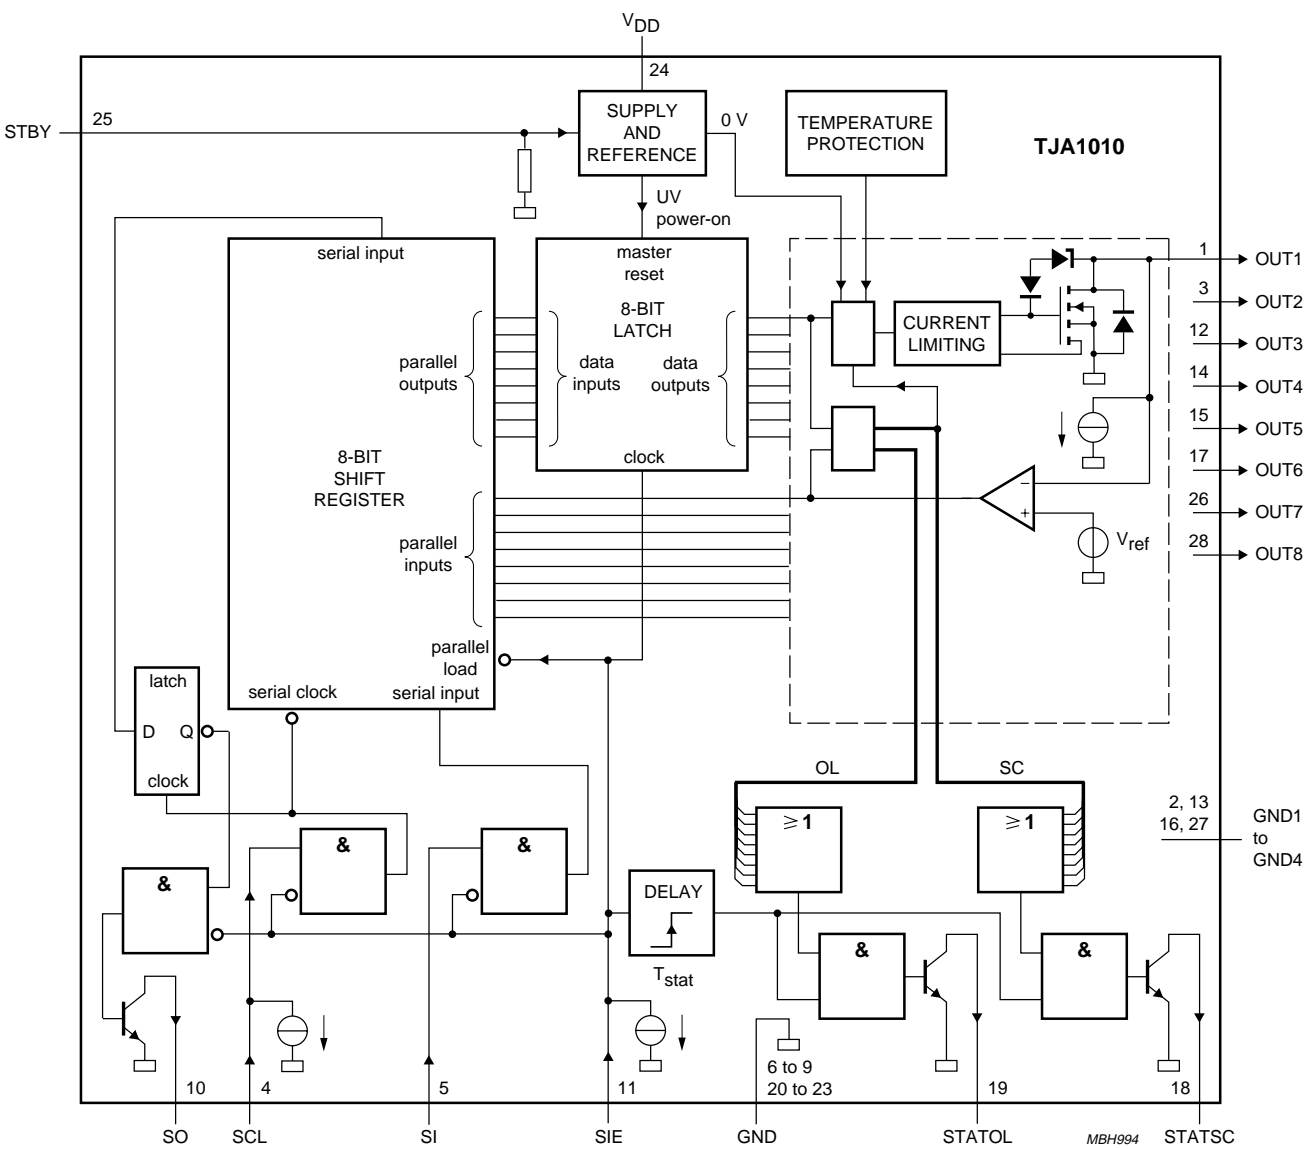 VDD
24
STBY
25
SUPPLY
AND
REFERENCE
0 V
TEMPERATURE
PROTECTION
TJA1010
UV
power-on
serial input
master
reset
8-BIT
LATCH
parallel
outputs
data
inputs
data
outputs
clock
CURRENT
LIMITING
1
OUT1
3
OUT2
12
OUT3
14
OUT4
15
OUT5
17
OUT6
26
OUT7
28
OUT8
8-BIT
SHIFT
REGISTER
parallel
inputs
−
+
Vref
parallel
load
serial clock
serial input
latch
D
Q
clock
OL
SC
≥ 1
≥ 1
2, 13
16, 27
GND1
to
GND4
&
&
&
DELAY
Tstat
&
&
6 to 9
20 to 23
10
4
5
11
19
18
SO
SCL
SI
SIE
GND
STATOL
MBH994
STATSC